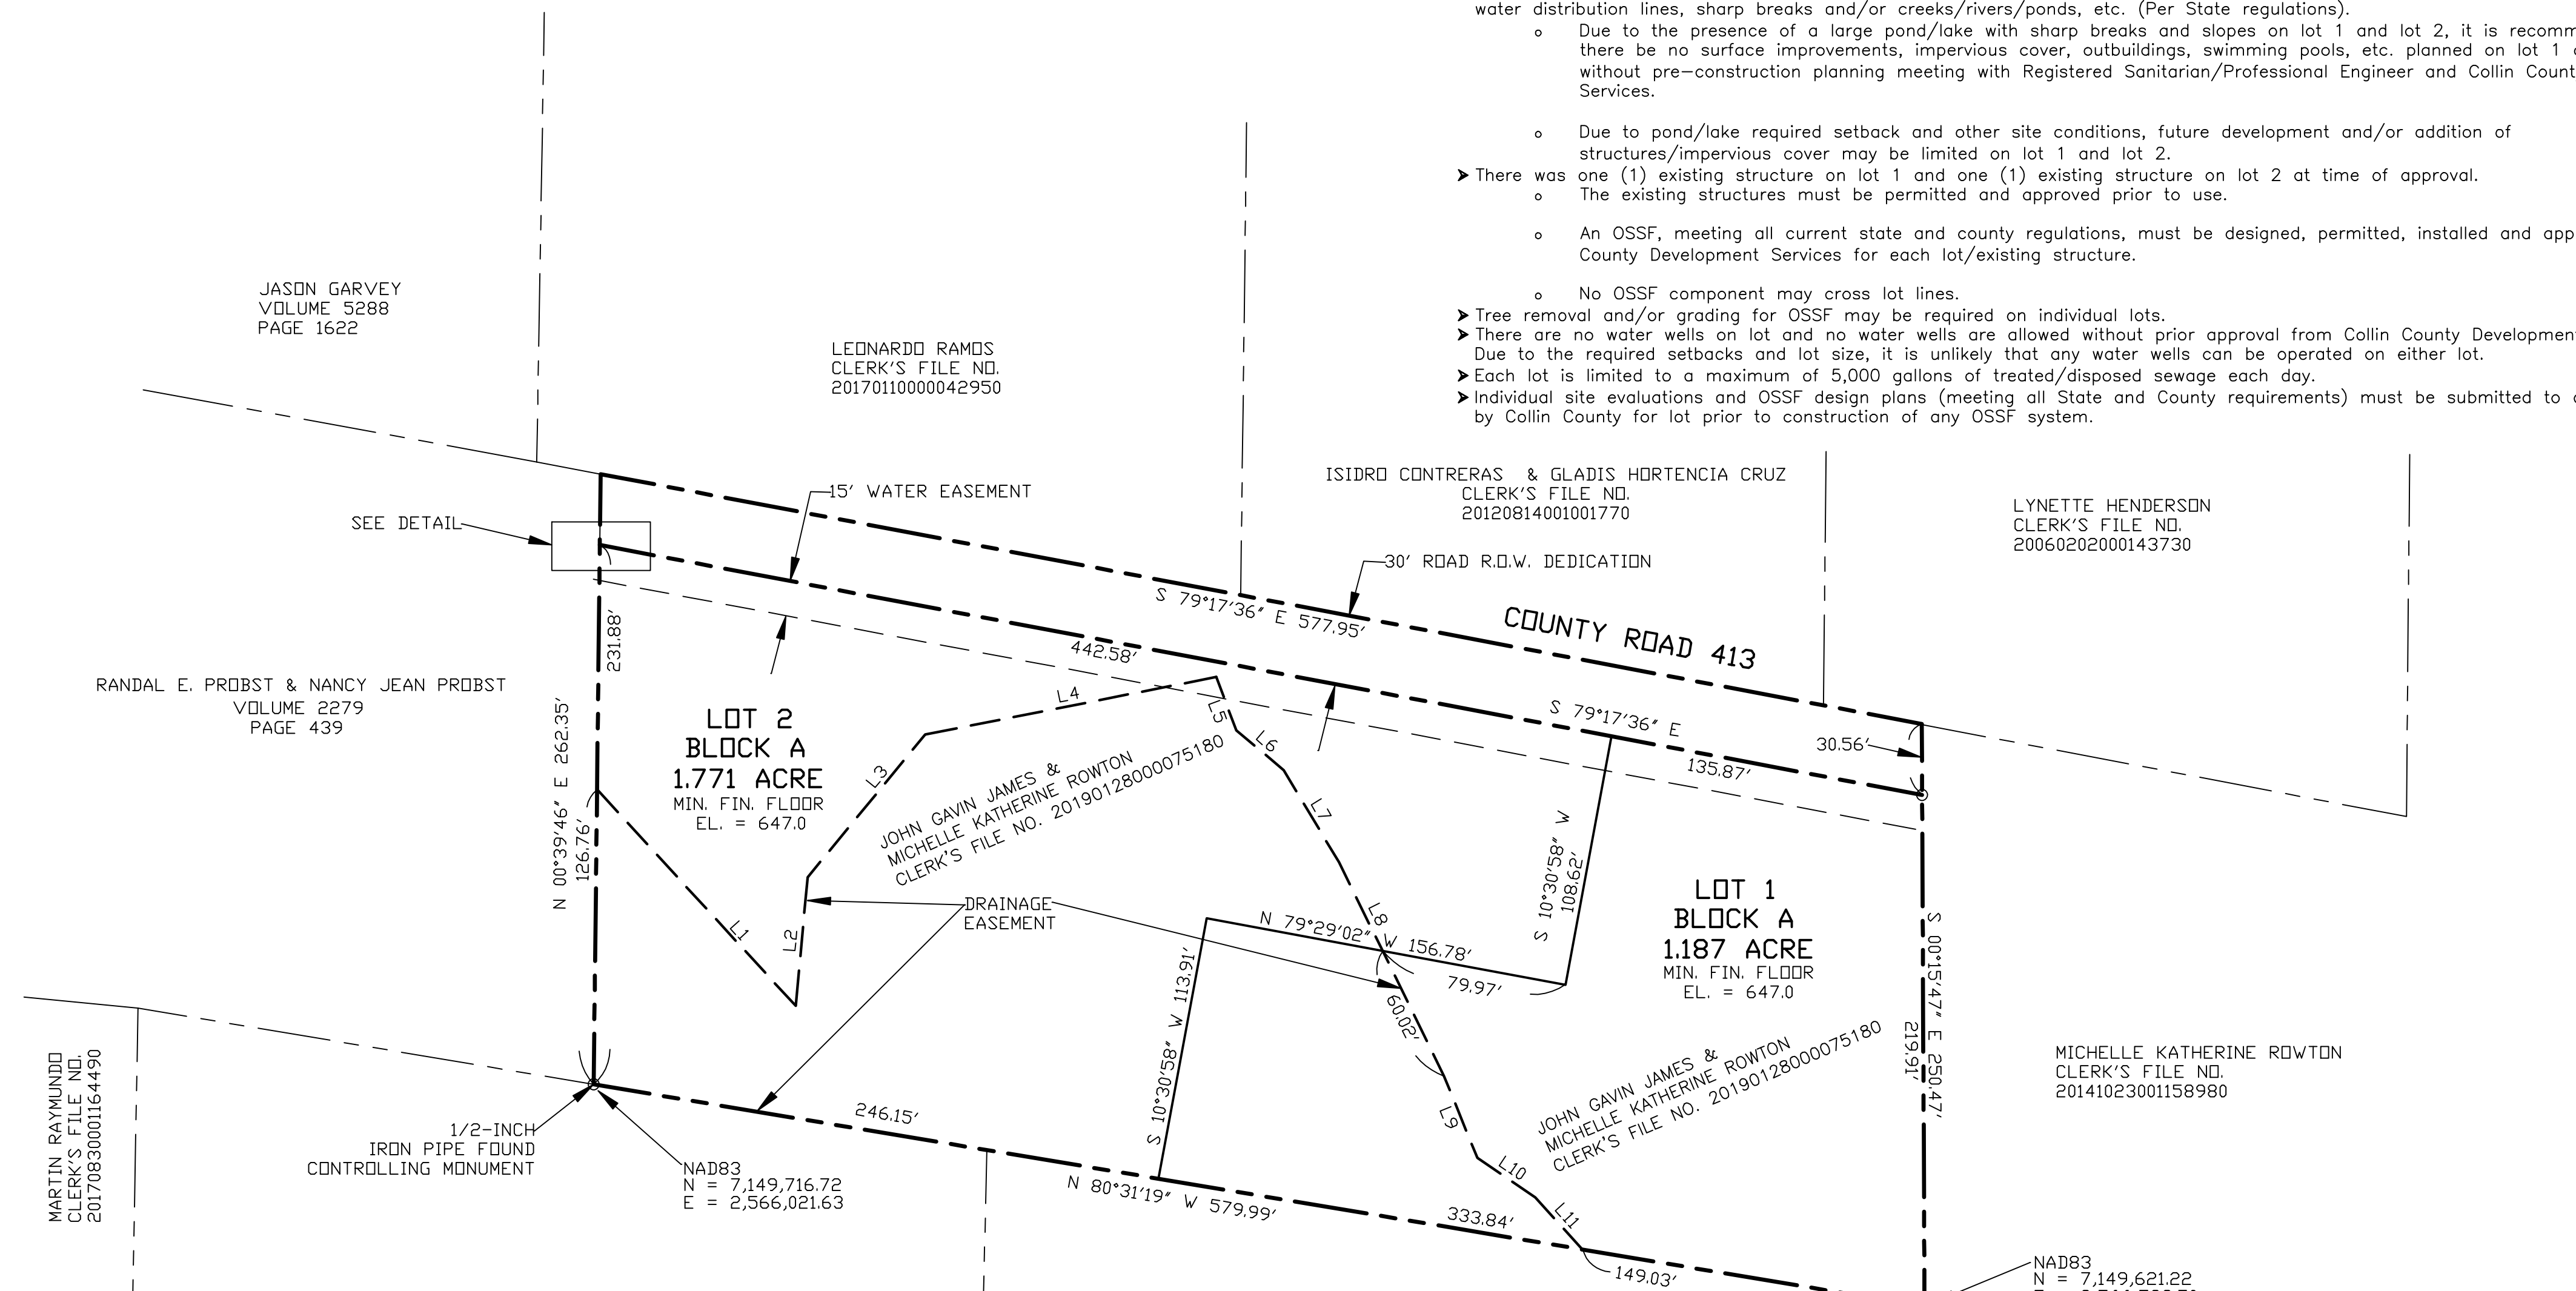 water distribution lines, sharp breaks and/or creeks/rivers/ponds, etc. (Per State regulations).
o Due to the presence of a large pond/lake with sharp breaks and slopes on lot 1 and lot 2, it is
there be no surface improvements, impervious cover, outbuildings, swimming pools, etc. planned on lot 1
without pre-construction planning meeting with Registered Sanitarian/Professional Engineer and Collin
Services.
o Due to pond/lake required setback and other site conditions, future development and/or addition of
structures/impervious cover may be limited on lot 1 and lot 2.
➤ There was one (1) existing structure on lot 1 and one (1) existing structure on lot 2 at time of approval.
o The existing structures must be permitted and approved prior to use.
o An OSSF, meeting all current state and county regulations, must be designed, permitted, installed and
County Development Services for each lot/existing structure.
o No OSSF component may cross lot lines.
➤ Tree removal and/or grading for OSSF may be required on individual lots.
➤ There are no water wells on lot and no water wells are allowed without prior approval from Collin County Development
Due to the required setbacks and lot size, it is unlikely that any water wells can be operated on either lot.
➤ Each lot is limited to a maximum of 5,000 gallons of treated/disposed sewage each day.
➤ Individual site evaluations and OSSF design plans (meeting all State and County requirements) must be submitted to
by Collin County for lot prior to construction of any OSSF system.
JASON GARVEY
VOLUME 5288
PAGE 1622
LEONARDO RAMOS
CLERK'S FILE NO.
20170110000042950
ISIDRO CONTRERAS & GLADIS HORTENCIA CRUZ
CLERK'S FILE NO.
20120814001001770
LYNETTE HENDERSON
CLERK'S FILE NO.
20060202000143730
15' WATER EASEMENT
SEE DETAIL
30' ROAD R.O.W. DEDICATION
S 79°17'36" E 577.95'
COUNTY ROAD 413
231.88'
442.58'
S 79°17'36" E
135.87'
30.56'
RANDAL E. PROBST & NANCY JEAN PROBST
VOLUME 2279
PAGE 439
N 00°39'46" E 262.35'
126.76'
LOT 2
BLOCK A
1.771 ACRE
MIN. FIN. FLOOR
EL. = 647.0
L4
L5
L6
L3
L7
JOHN GAVIN JAMES &
MICHELLE KATHERINE ROWTON
CLERK'S FILE NO. 20190128000075180
S 10°30'58" W
108.62'
LOT 1
BLOCK A
1.187 ACRE
MIN. FIN. FLOOR
EL. = 647.0
L1
L2
DRAINAGE
EASEMENT
L8
N 79°29'02" W 156.78'
79.97'
60.02'
S 10°30'58" W 113.91'
S 00°15'47" E 250.47'
219.91'
JOHN GAVIN JAMES &
MICHELLE KATHERINE ROWTON
CLERK'S FILE NO. 20190128000075180
MICHELLE KATHERINE ROWTON
CLERK'S FILE NO.
20141023001158980
MARTIN RAYMUNDO
CLERK'S FILE NO.
20170830001164490
1/2-INCH
IRON PIPE FOUND
CONTROLLING MONUMENT
NAD83
N = 7,149,716.72
E = 2,566,021.63
246.15'
N 80°31'19" W 579.99'
L9
L10
L11
333.84'
149.03'
NAD83
N = 7,149,621.22